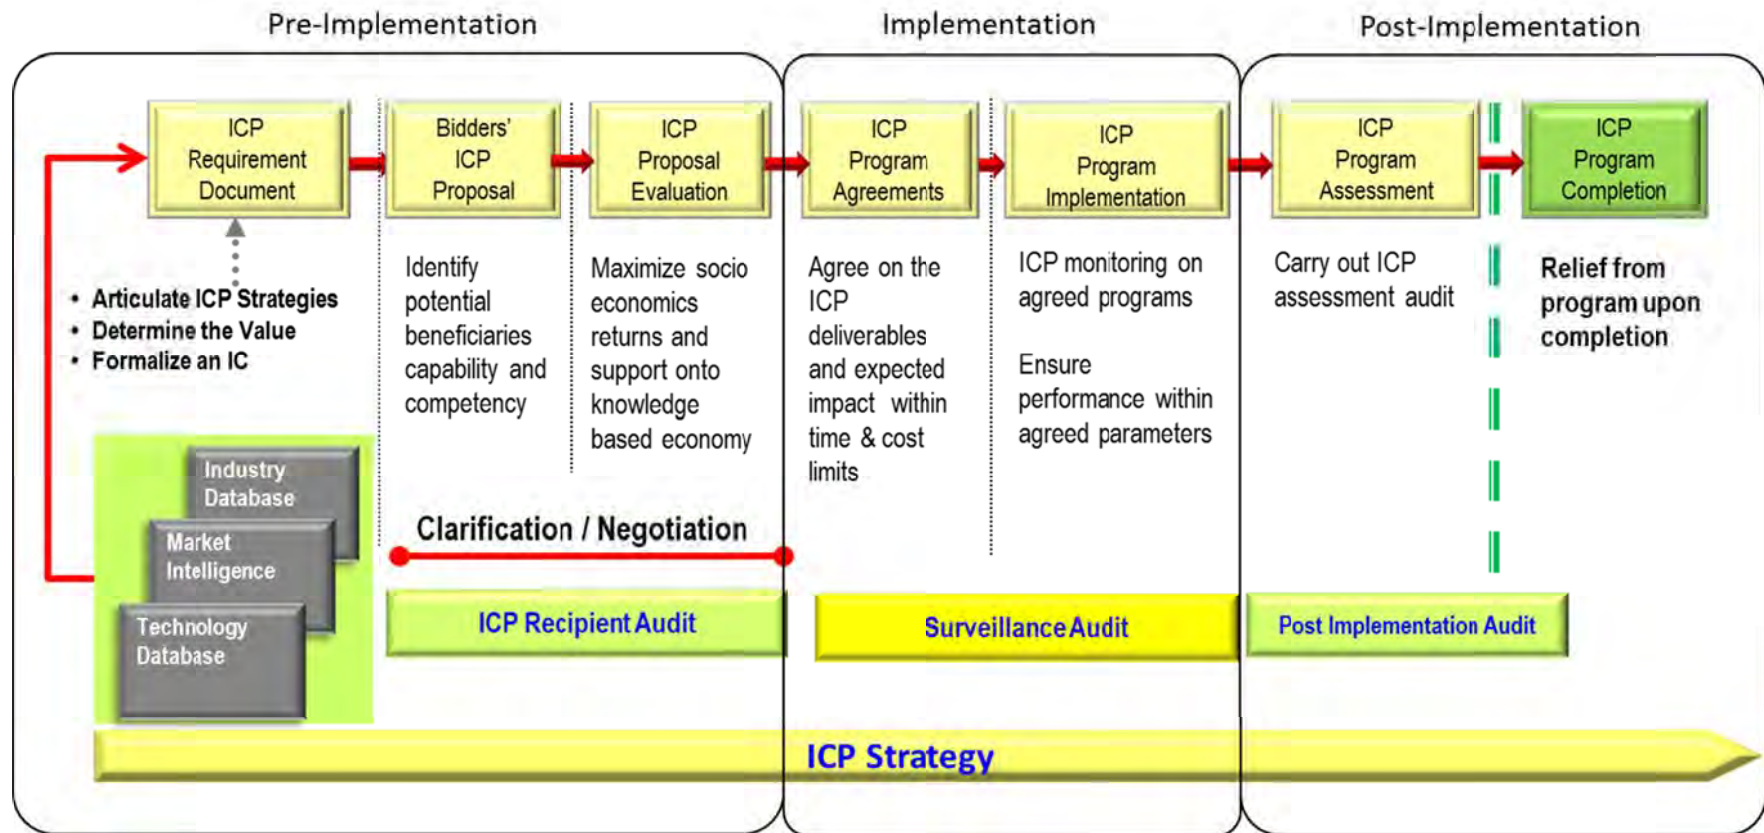 Pre-Implementation
Implementation
Post-Implementation
ICP
Requirement
Document
Bidders'
ICP
Proposal
ICP
Proposal
Evaluation
ICP
Program
Agreements
ICP
Program
Implementation
ICP
Program
Assessment
ICP
Program
Completion
• Articulate ICP Strategies
• Determine the Value
• Formalize an IC
Identify
potential
beneficiaries
capability and
competency
Maximize socio
economics
returns and
support onto
knowledge
based economy
Agree on the
ICP
deliverables
and expected
impact within
time & cost
limits
ICP monitoring on
agreed programs
Ensure
performance within
agreed parameters
Carry out ICP
assessment audit
Relief from
program upon
completion
Industry
Database
Market
Intelligence
Technology
Database
Clarification / Negotiation
ICP Recipient Audit
Surveillance Audit
Post Implementation Audit
ICP Strategy